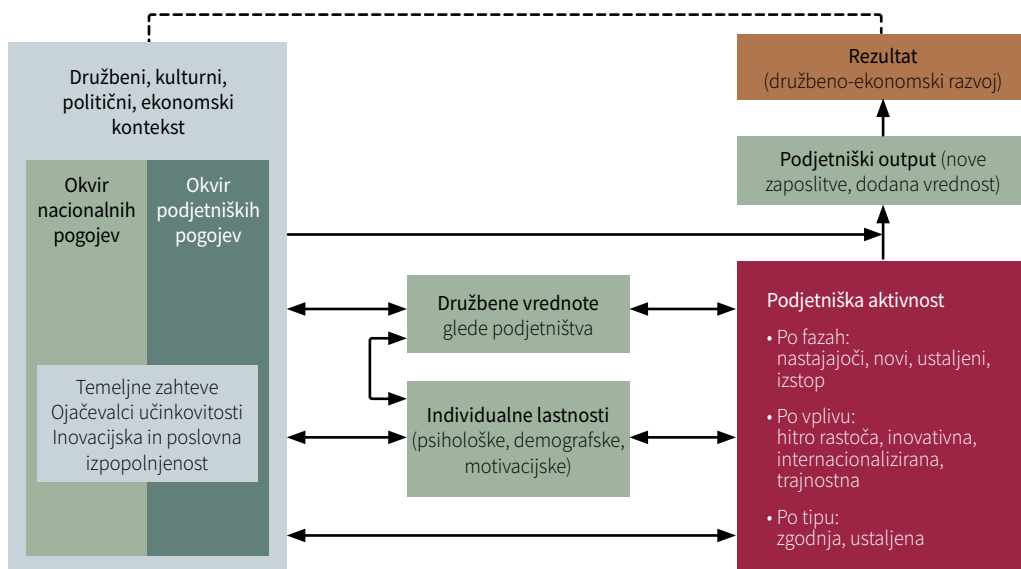 Družbeni, kulturni,
politični, ekonomski
kontekst
Okvir
nacionalnih
pogojev
Okvir
podjetniških
pogojev
Temeljne zahteve
Ojačevalci učinkovitosti
Inovacijska in poslovna
izpopolnjenost
Družbene vrednote
glede podjetništva
Individualne lastnosti
(psihološke, demografske,
motivacijske)
Rezultat
(družbeno-ekonomski razvoj)
Podjetniški output (nove
zaposlitve, dodana vrednost)
Podjetniška aktivnost
• Po fazah:
nastajajoči, novi, ustaljeni,
izstop
• Po vplivu:
hitro rastoča, inovativna,
internacionalizirana,
trajnostna
• Po tipu:
zgodnja, ustaljena